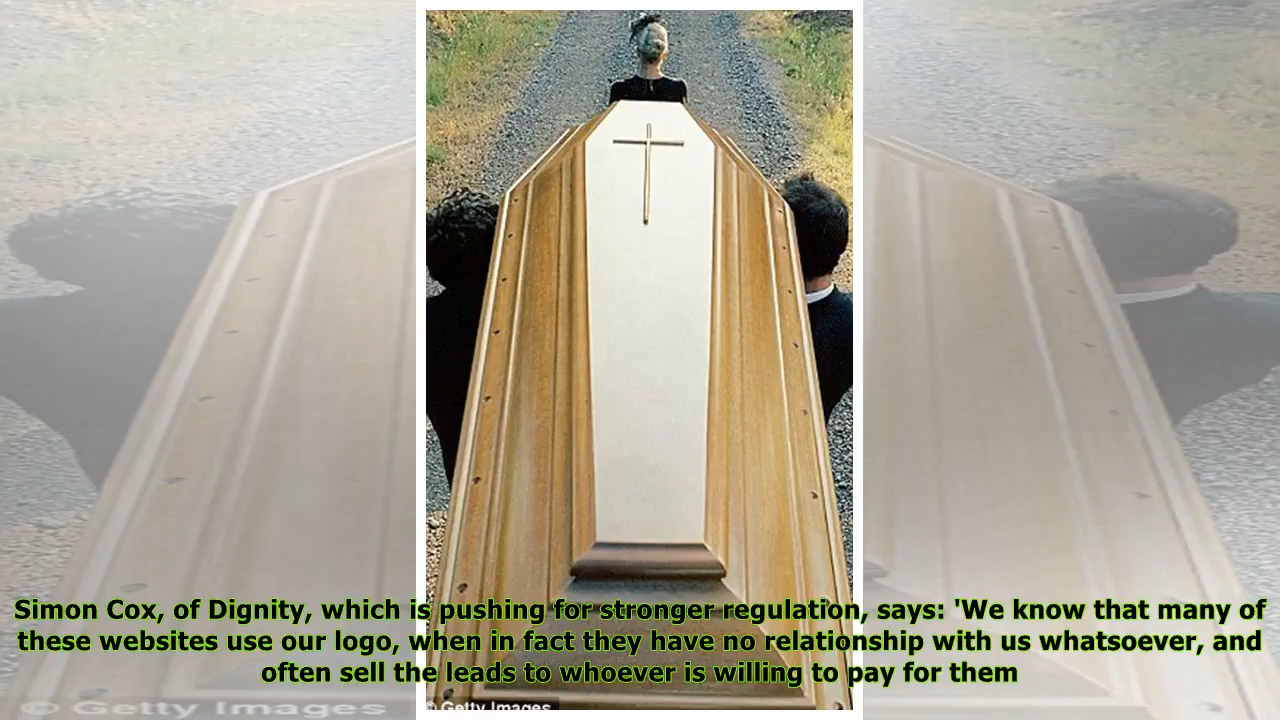 Simon Cox, of Dignity, which is pushing for stronger regulation, says: 'We know that many of
these websites use our logo, when in fact they have no relationship with us whatsoever, and
often sell the leads to whoever is willing to pay for them
© Getty Images
© Getty Images